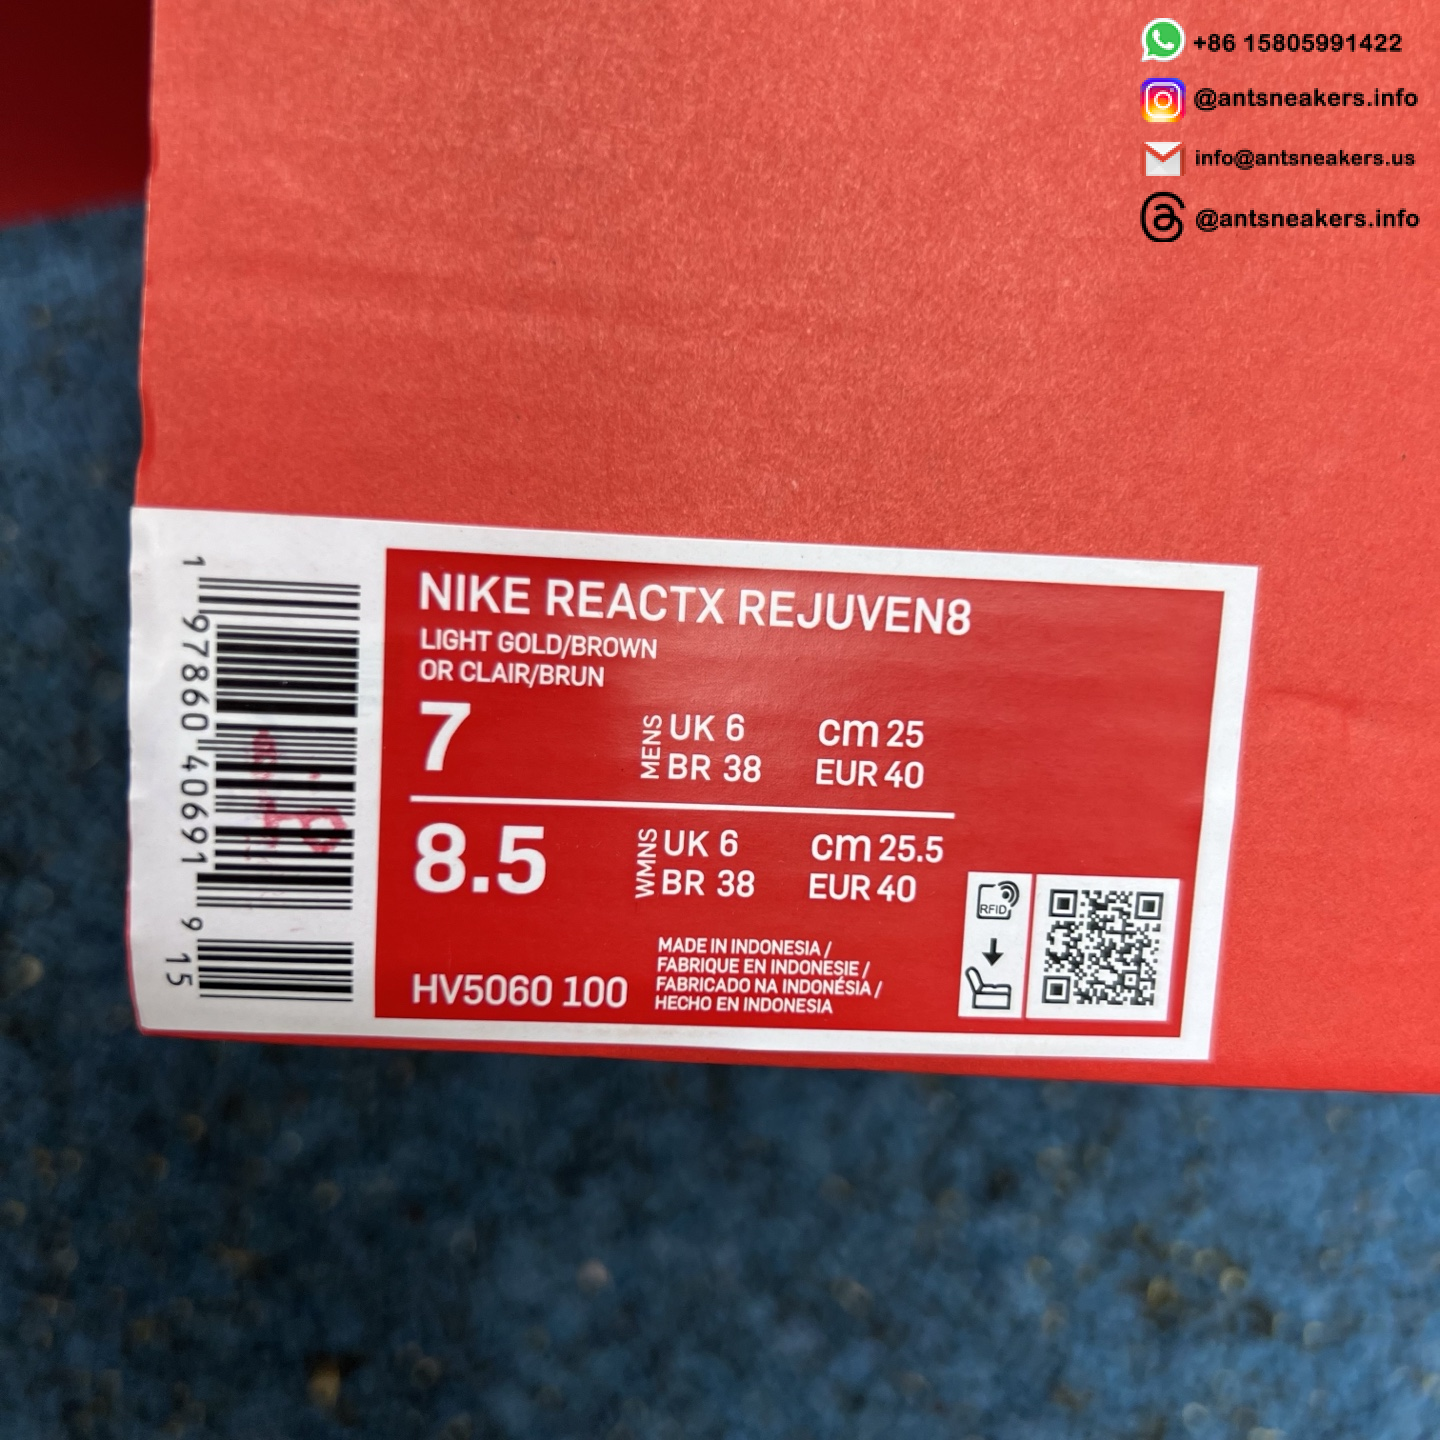 +86 15805991422
@antsneakers.info
info@antsneakers.us
@antsneakers.info
NIKE REACTX REJUVEN8
LIGHT GOLD/BROWN
OR CLAIR/BRUN
7
MENS
UK 6
cm 25
BR 38
EUR 40
8.5
WMNS
UK 6
cm 25.5
BR 38
EUR 40
HV5060 100
MADE IN INDONESIA /
FABRIQUE EN INDONESIE /
FABRICADO NA INDONÉSIA /
HECHO EN INDONESIA
RFID
1 97860 40691 9 15